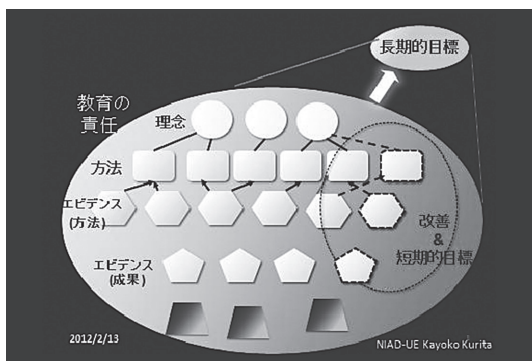 長期的目標
教育の
責任
理念
方法
エビデンス
(方法)
改善
&
短期的目標
エビデンス
(成果)
2012/2/13
NIAD-UE Kayoko Kurita